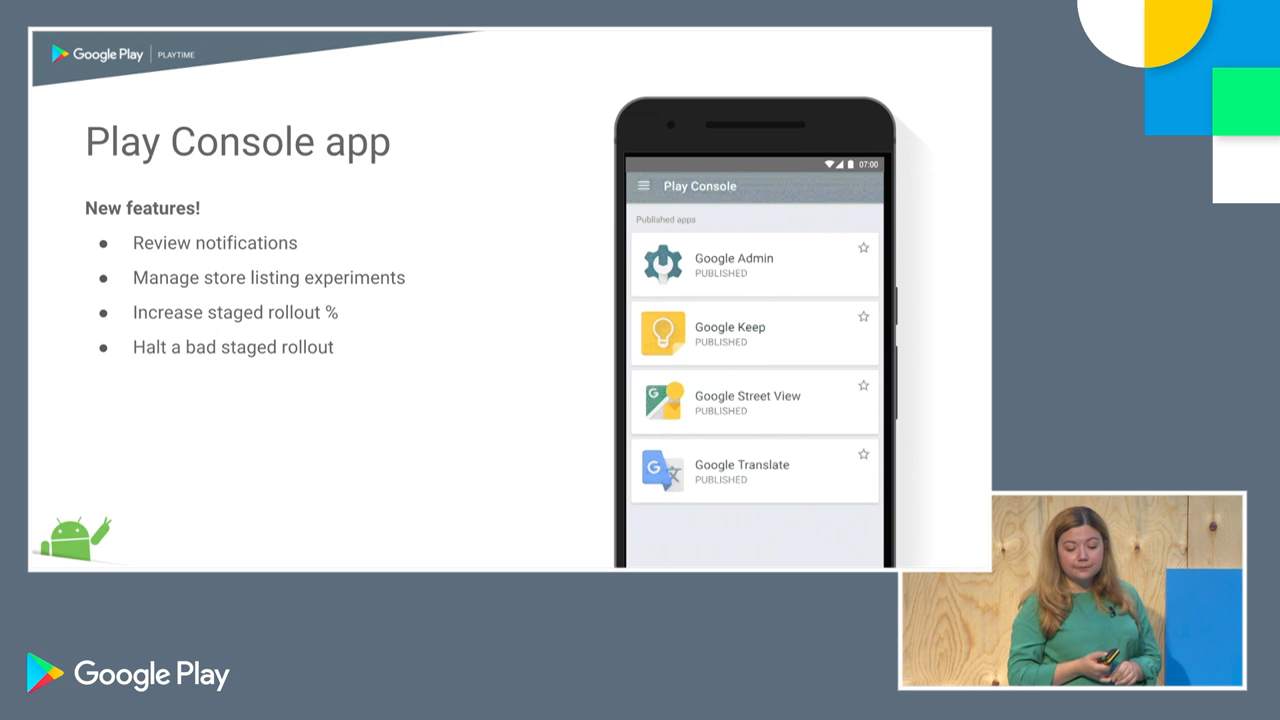 Google Play | PLAYTIME
Play Console app
New features!
● Review notifications
● Manage store listing experiments
● Increase staged rollout %
● Halt a bad staged rollout
07:00
Play Console
Published apps
Google Admin
PUBLISHED
Google Keep
PUBLISHED
Google Street View
PUBLISHED
Google Translate
PUBLISHED
Google Play